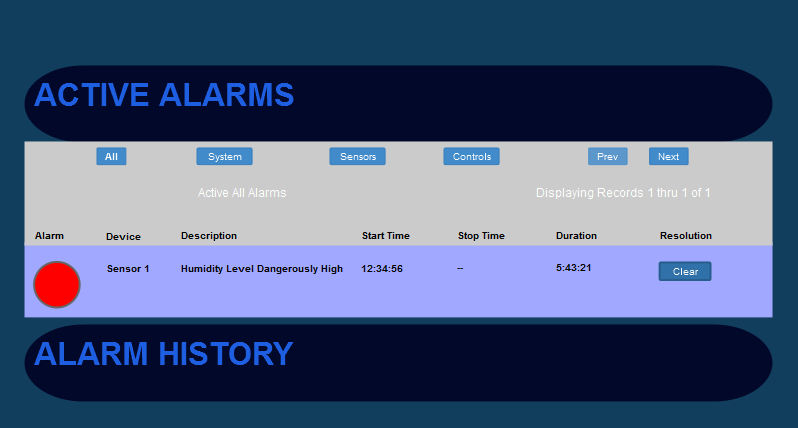 ACTIVE ALARMS
All System Sensors Controls Prev Next
Active All Alarms Displaying Records 1 thru 1 of 1
Alarm Device Description Start Time Stop Time Duration Resolution
Sensor 1 Humidity Level Dangerously High 12:34:56 -- 5:43:21 Clear
ALARM HISTORY